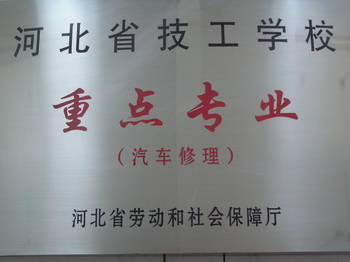 河北省技工学校
重点专业
(汽车修理)
河北省劳动和社会保障厅